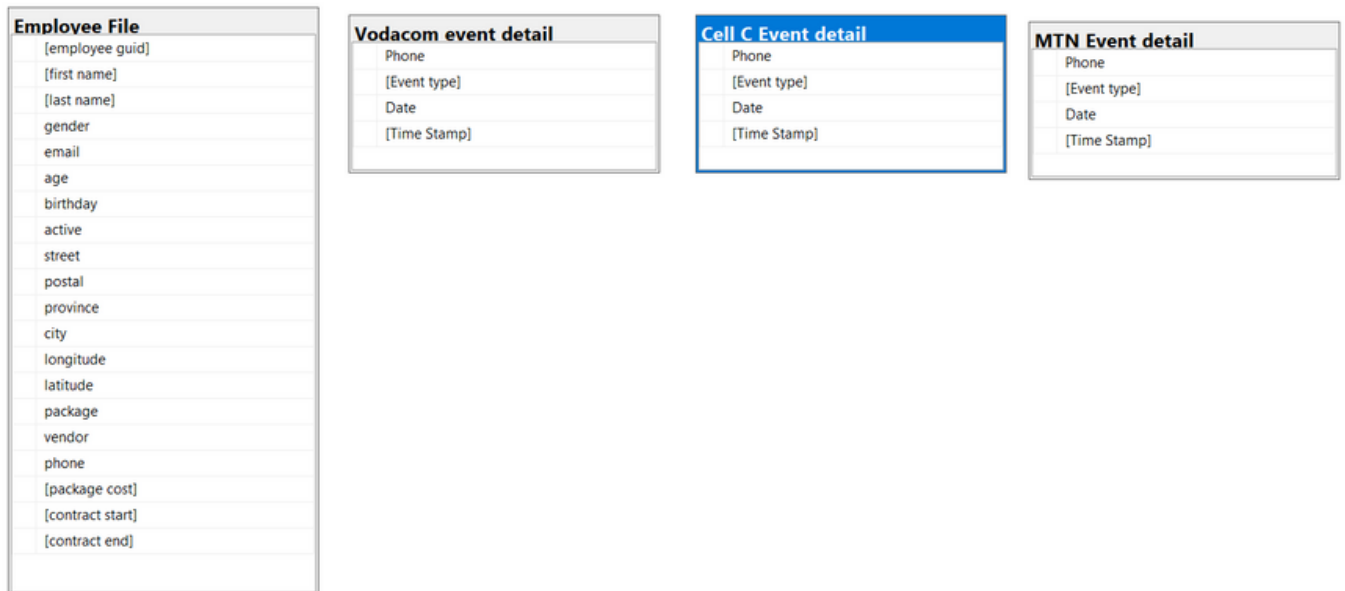 Employee File
[employee guid]
[first name]
[last name]
gender
email
age
birthday
active
street
postal
province
city
longitude
latitude
package
vendor
phone
[package cost]
[contract start]
[contract end]
Vodacom event detail
Phone
[Event type]
Date
[Time Stamp]
Cell C Event detail
Phone
[Event type]
Date
[Time Stamp]
MTN Event detail
Phone
[Event type]
Date
[Time Stamp]